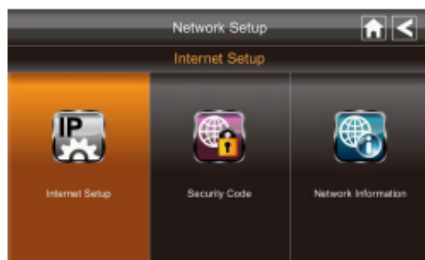 Network Setup
Internet Setup
IP
Internet Setup
Security Code
Network Information